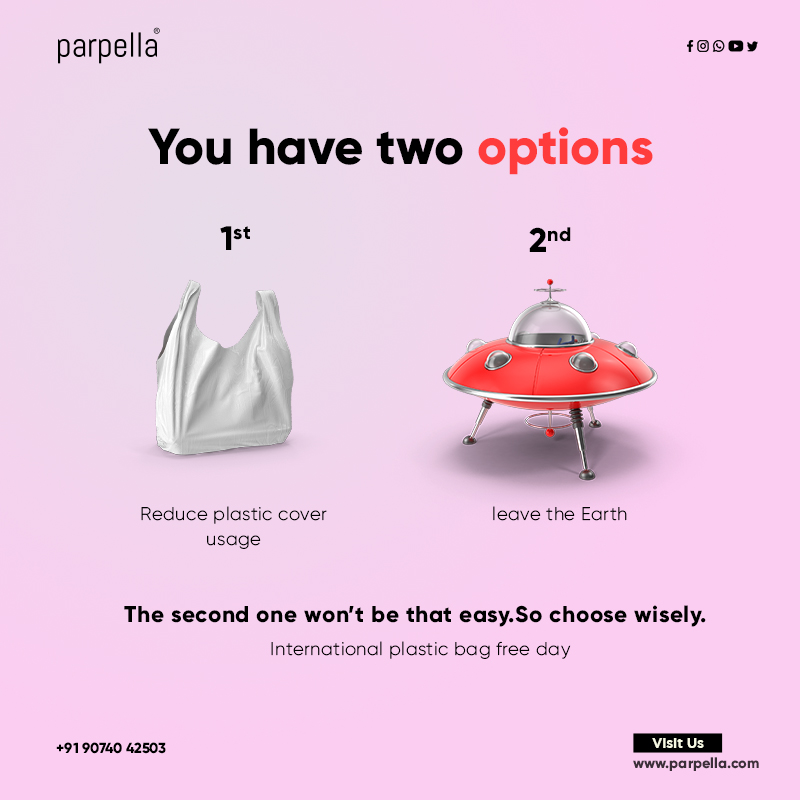 parpella®
You have two options
1st
2nd
Reduce plastic cover
usage
leave the Earth
The second one won't be that easy.So choose wisely.
International plastic bag free day
+91 90740 42503
Visit Us
www.parpella.com